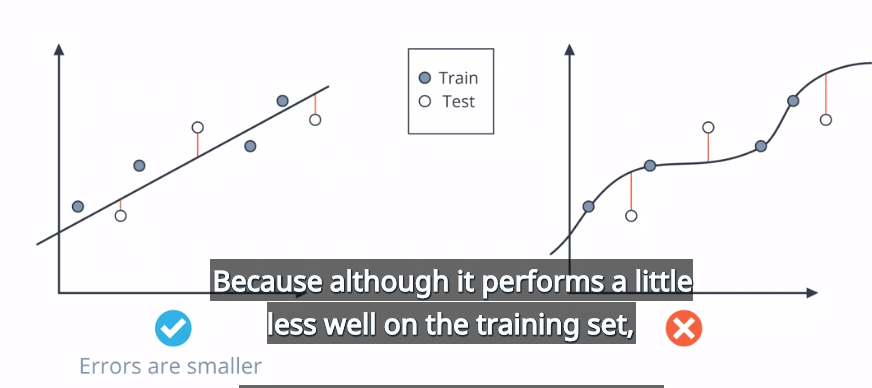 Train
Test
Because although it performs a little
less well on the training set,
Errors are smaller